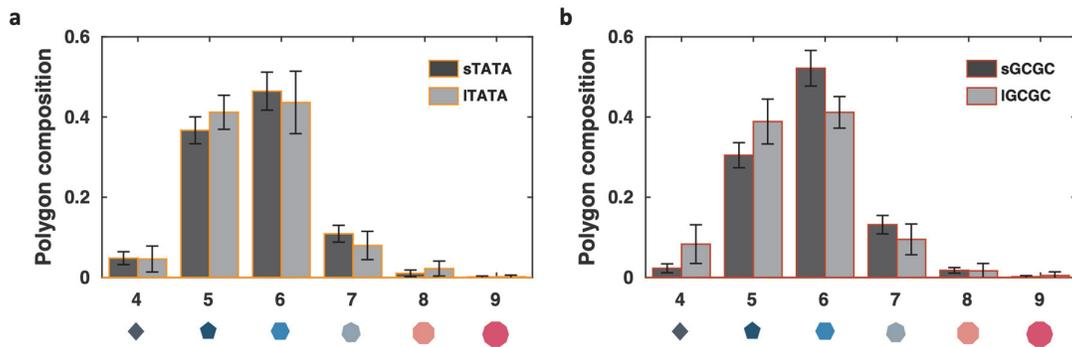 a
0.6
0.4
0.2
0
Polygon composition
sTATA
lTATA
4 5 6 7 8 9
b
0.6
0.4
0.2
0
Polygon composition
sGCGC
lGCGC
4 5 6 7 8 9